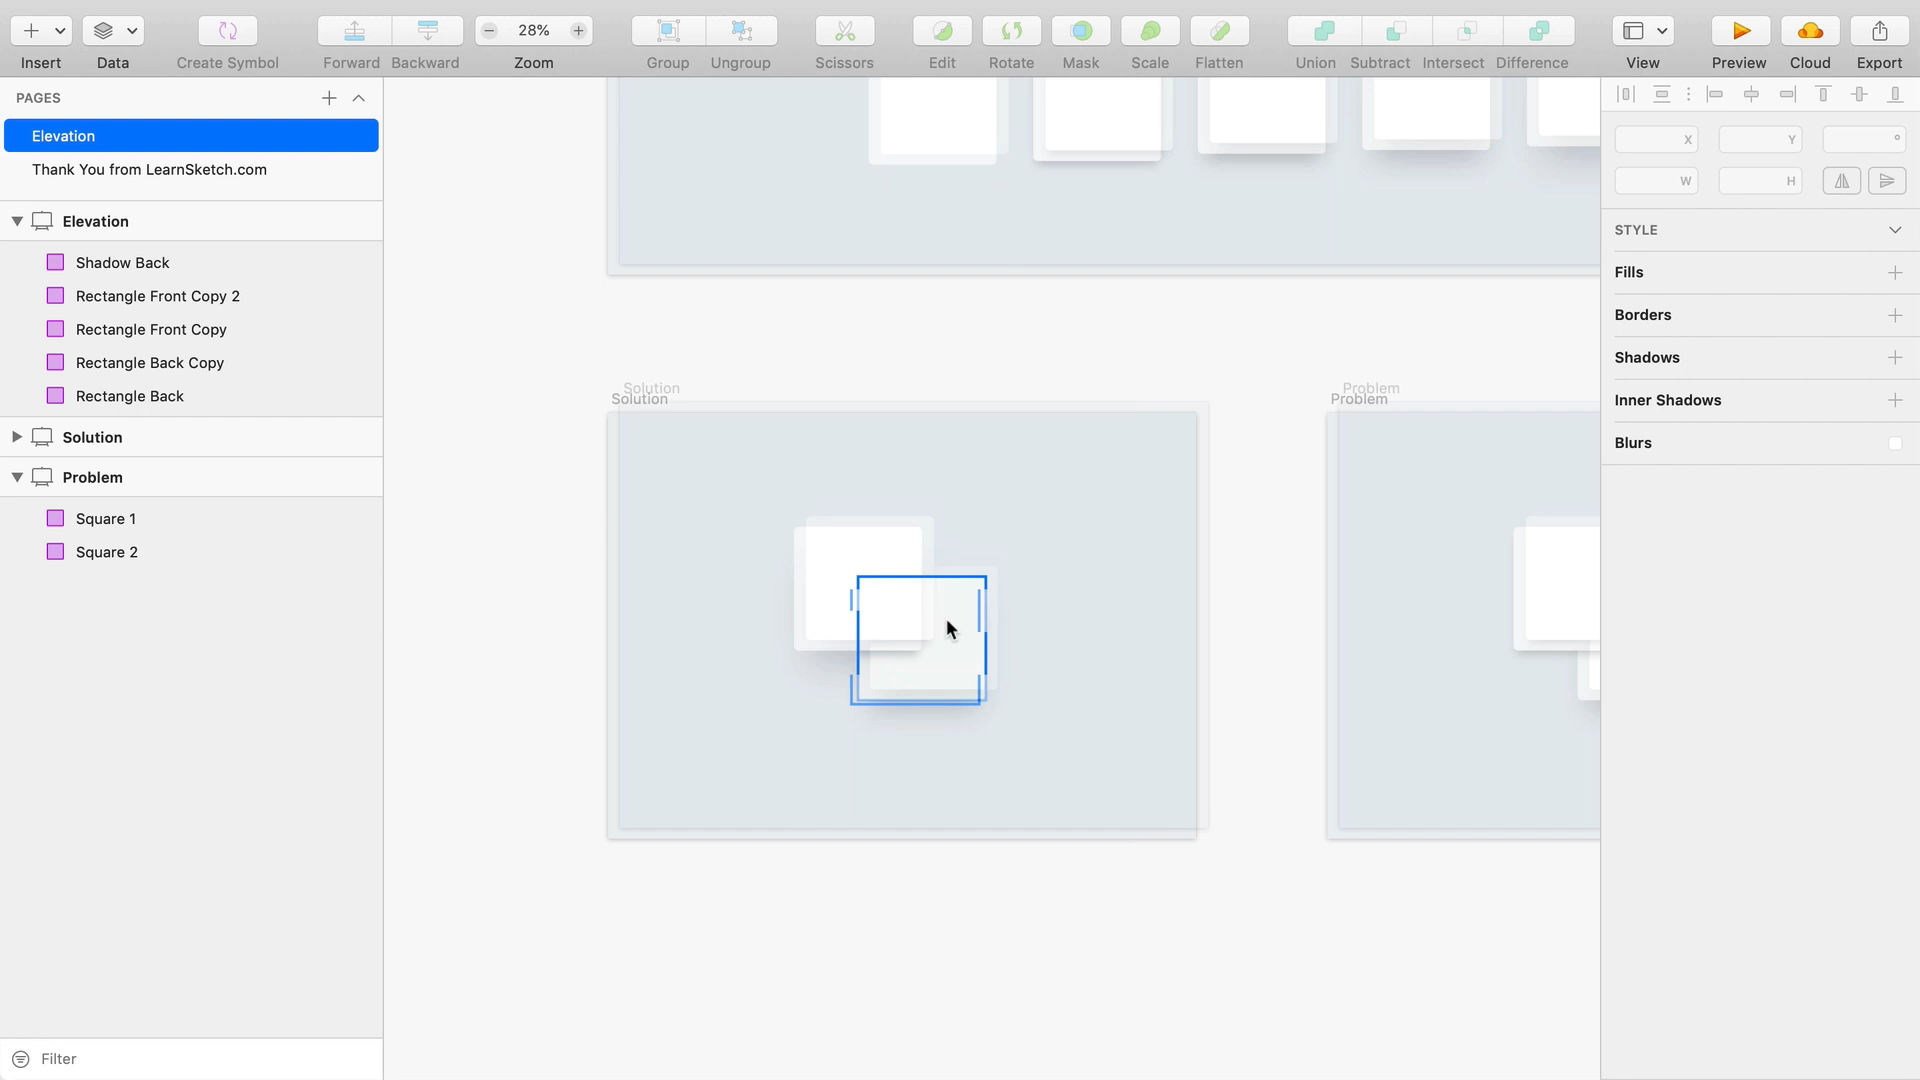 Insert
Data
Create Symbol
Forward
Backward
28%
Zoom
Group
Ungroup
Scissors
Edit
Rotate
Mask
Scale
Flatten
Union
Subtract
Intersect
Difference
View
Preview
Cloud
Export
PAGES
Elevation
Thank You from LearnSketch.com
Elevation
Shadow Back
Rectangle Front Copy 2
Rectangle Front Copy
Rectangle Back Copy
Rectangle Back
Solution
Problem
Square 1
Square 2
Filter
Solution
Solution
Problem
Problem
X
Y
°
W
H
STYLE
Fills
Borders
Shadows
Inner Shadows
Blurs